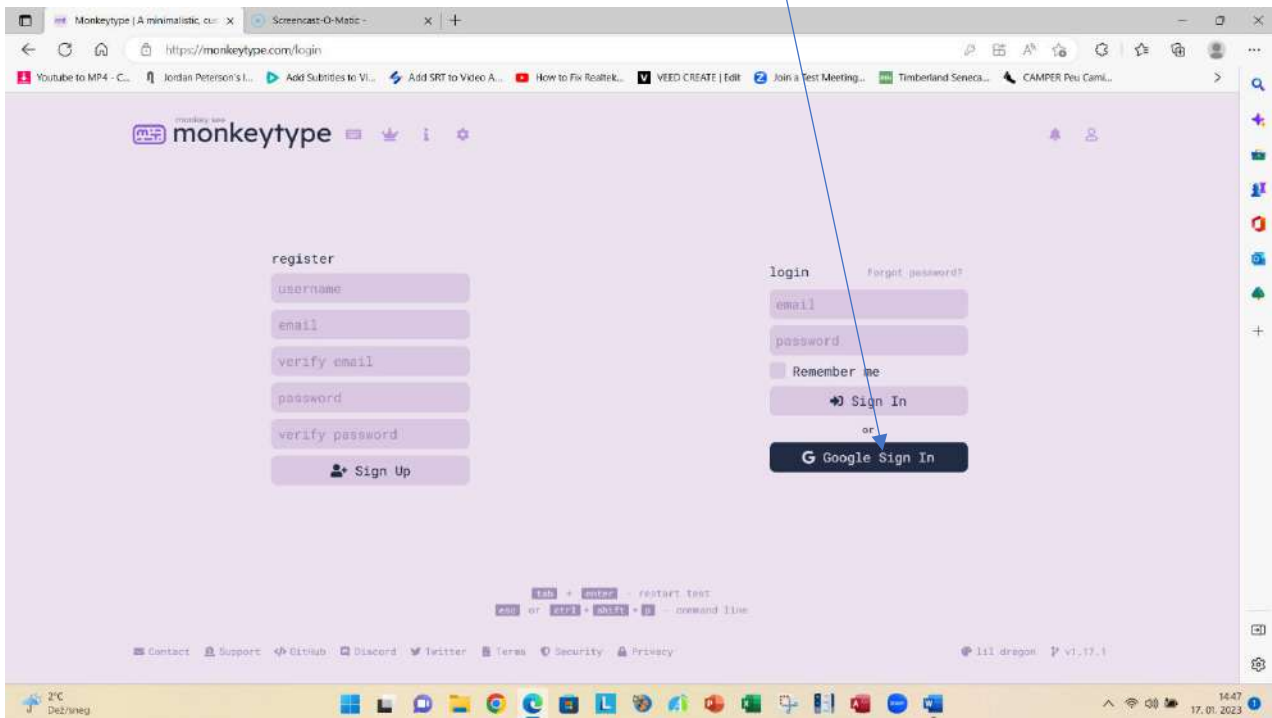 Monkeytype | A minimalistic, cus
Screencast-O-Matic -
https://monkeytype.com/login
Youtube to MP4 - C...
Jordan Peterson's l...
Add Subtitles to Vi...
Add SRT to Video A...
How to Fix Realtek...
VEED CREATE | Edit
Join a Test Meeting...
Timberland Seneca...
CAMPER Peu Cami...
monkey see
monkeytype
register
username
email
verify email
password
verify password
Sign Up
login
Forgot password?
email
password
Remember me
Sign In
or
G Google Sign In
tab + enter - restart test
esc or ctrl + shift + p - command line
Contact Support GitHub Discord Twitter Terms Security Privacy
lil dragon v1.17.1
2°C
Dež/sneg
14:47
17. 01. 2023